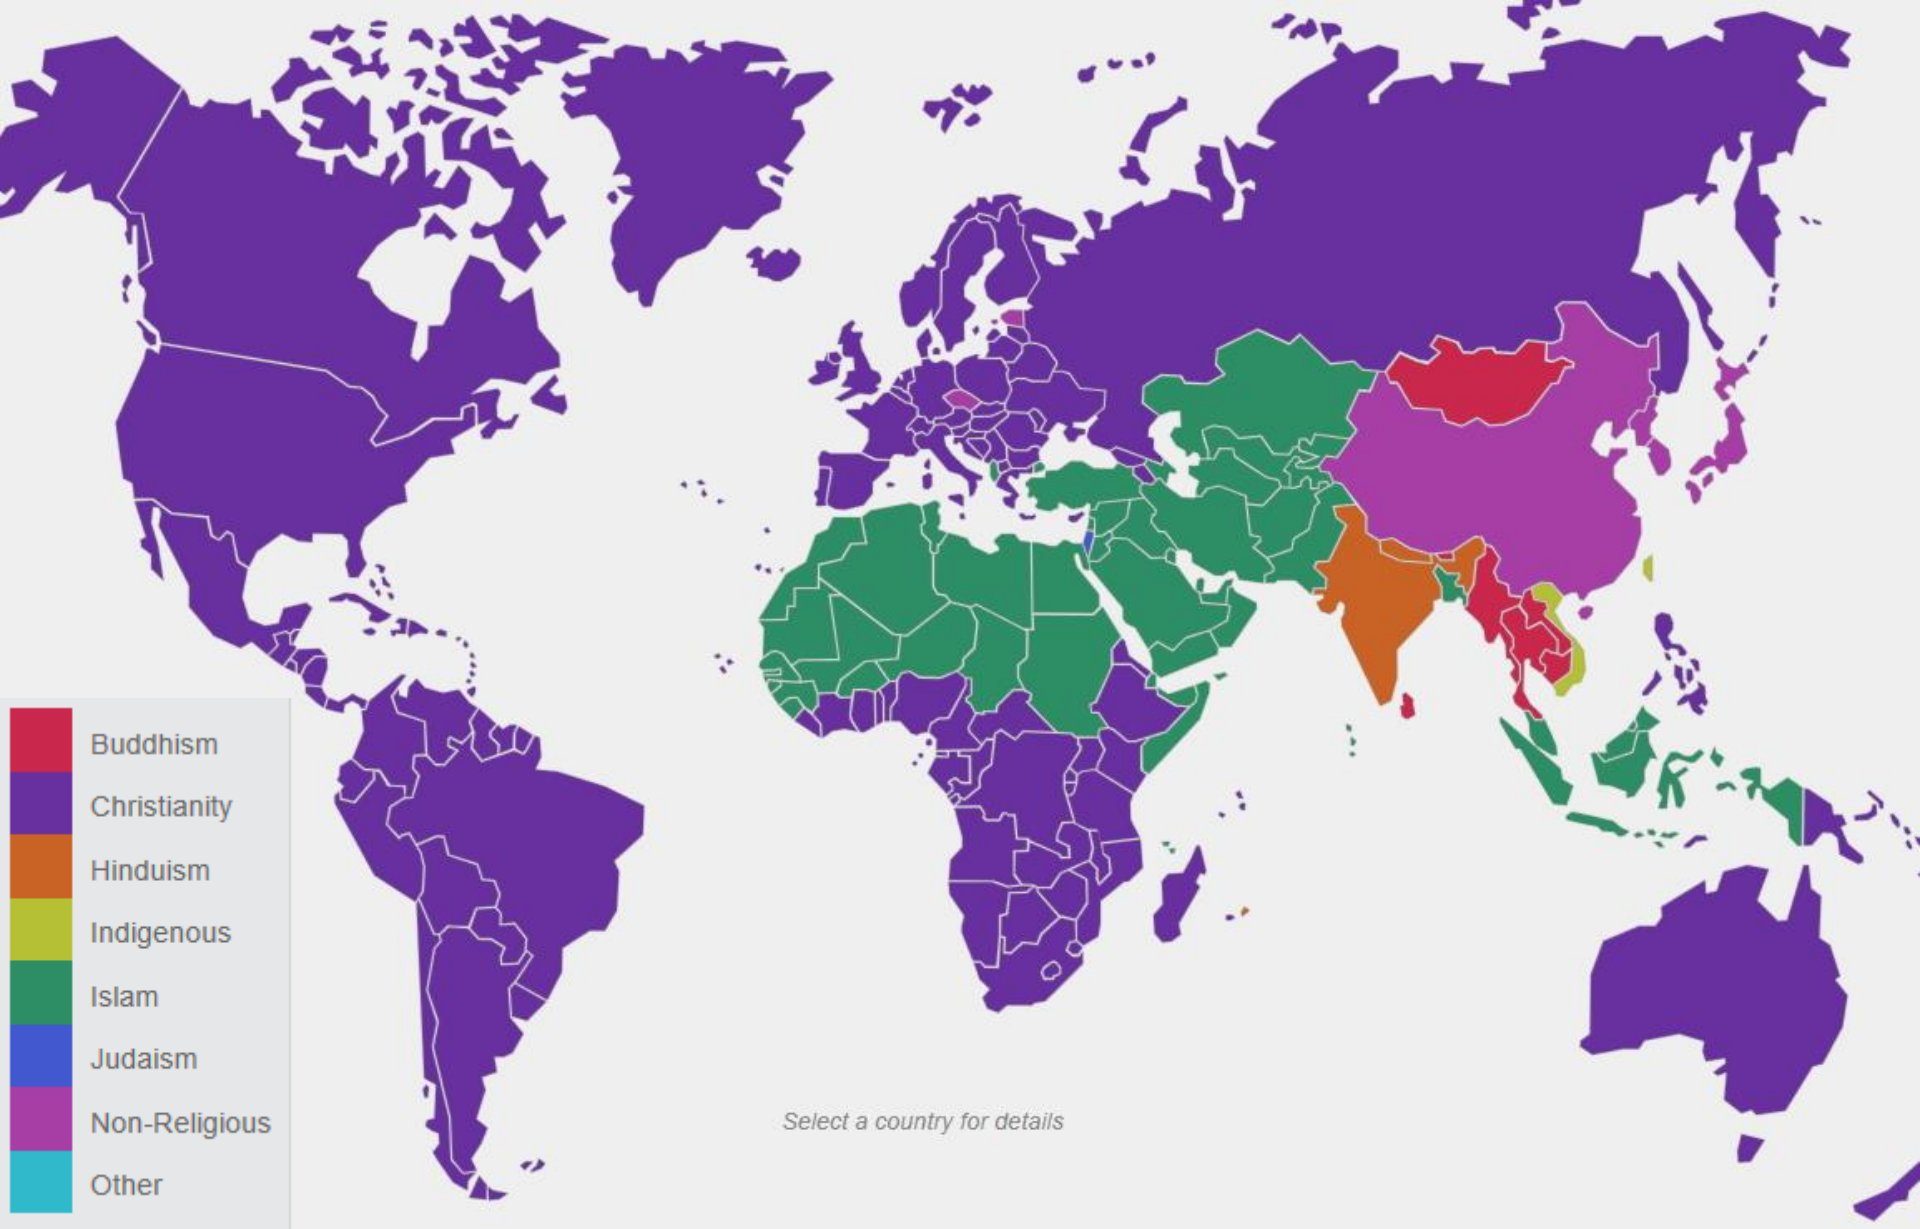 Buddhism
Christianity
Hinduism
Indigenous
Islam
Judaism
Non-Religious
Other
Select a country for details